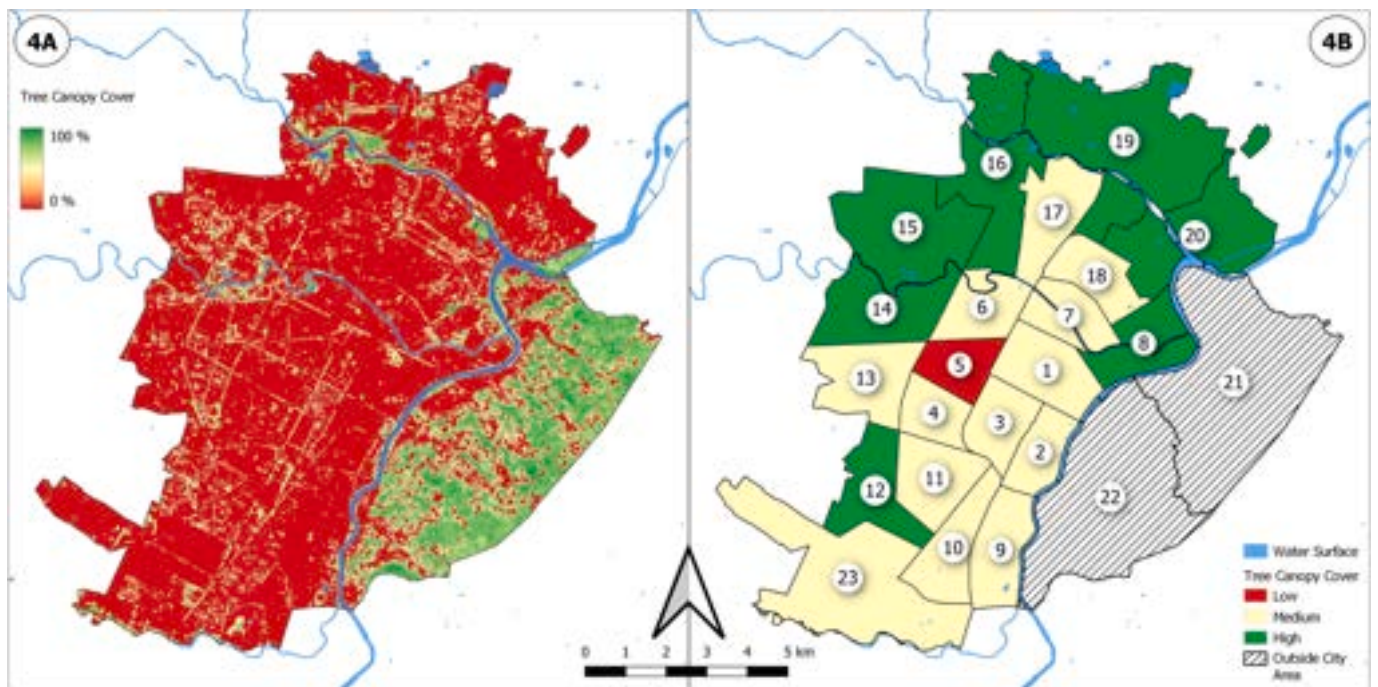 4A
Tree Canopy Cover
100 %
0 %
4B
19
16
17
15
20
18
14
6
7
8
5
1
13
21
4
3
2
11
12
22
10
9
23
0 1 2 3 4 5 km
Water Surface
Tree Canopy Cover
Low
Medium
High
Outside City
Area